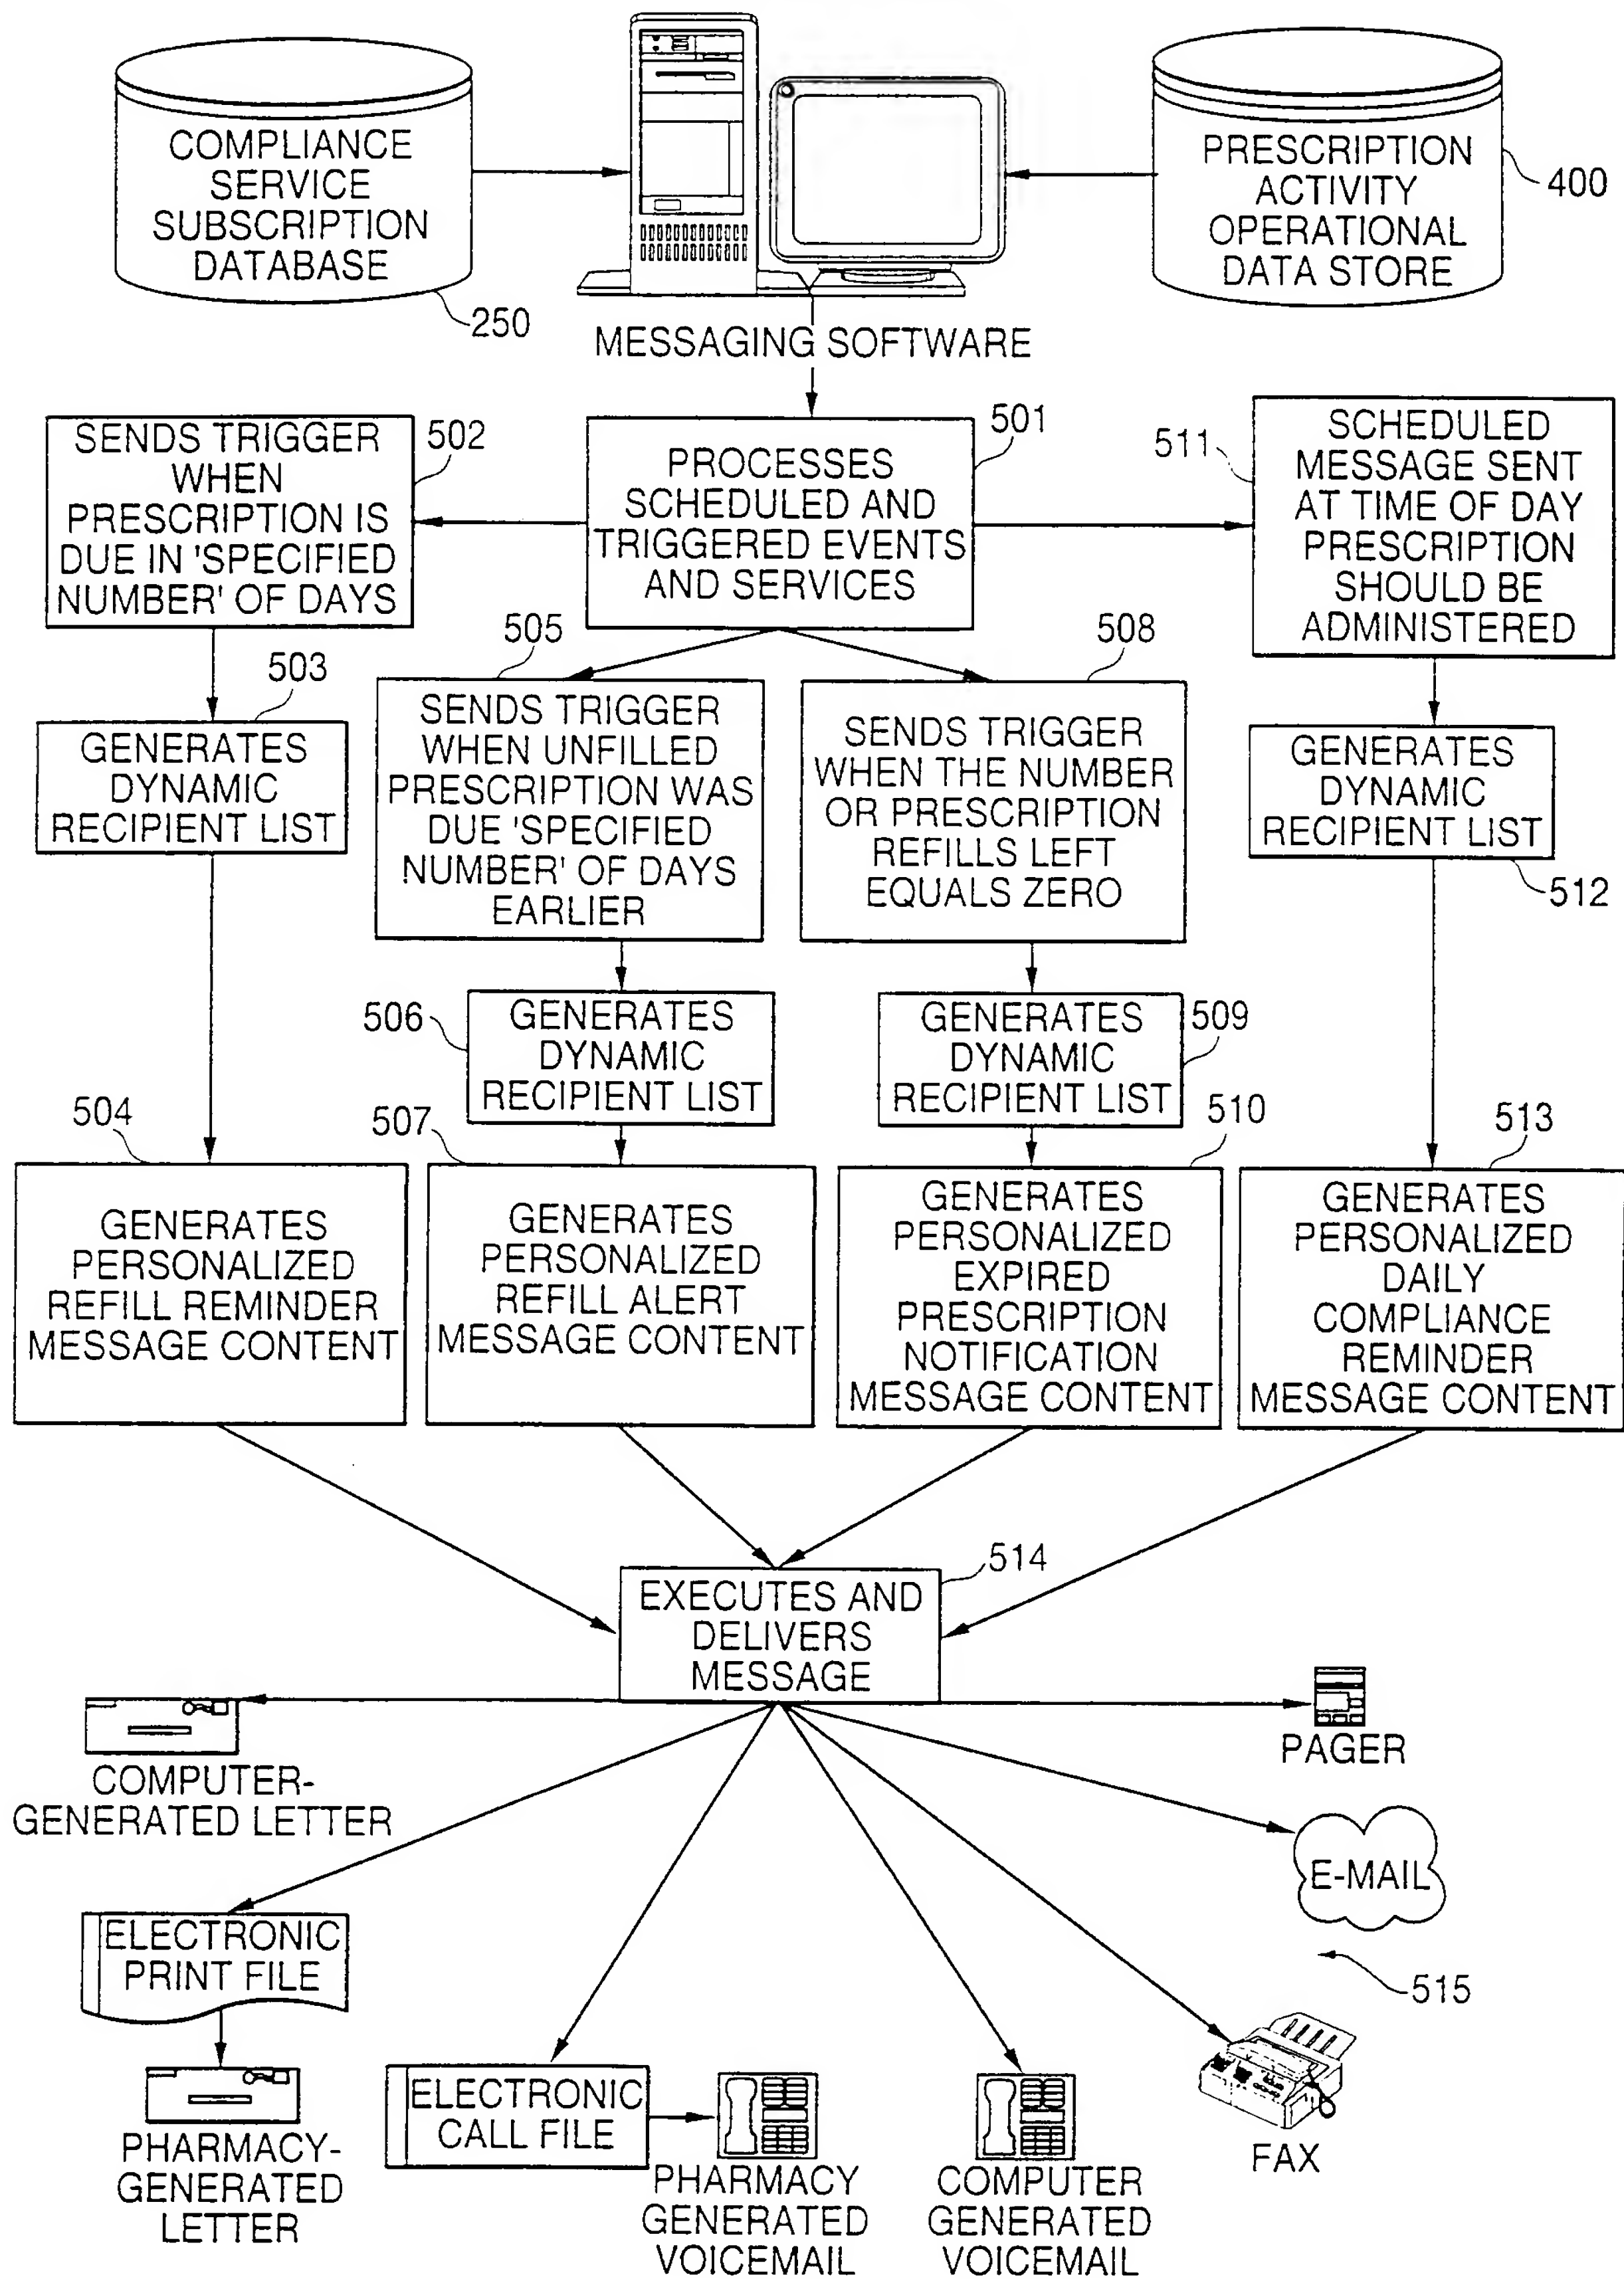 COMPLIANCE
SERVICE
SUBSCRIPTION
DATABASE
250
PRESCRIPTION
ACTIVITY
OPERATIONAL
DATA STORE
400
MESSAGING SOFTWARE
SENDS TRIGGER
WHEN
PRESCRIPTION IS
DUE IN 'SPECIFIED
NUMBER' OF DAYS
502
PROCESSES
SCHEDULED AND
TRIGGERED EVENTS
AND SERVICES
501
511
SCHEDULED
MESSAGE SENT
AT TIME OF DAY
PRESCRIPTION
SHOULD BE
ADMINISTERED
503
GENERATES
DYNAMIC
RECIPIENT LIST
505
SENDS TRIGGER
WHEN UNFILLED
PRESCRIPTION WAS
DUE 'SPECIFIED
NUMBER' OF DAYS
EARLIER
508
SENDS TRIGGER
WHEN THE NUMBER
OR PRESCRIPTION
REFILLS LEFT
EQUALS ZERO
GENERATES
DYNAMIC
RECIPIENT LIST
512
506
GENERATES
DYNAMIC
RECIPIENT LIST
GENERATES
DYNAMIC
RECIPIENT LIST
509
504
GENERATES
PERSONALIZED
REFILL REMINDER
MESSAGE CONTENT
507
GENERATES
PERSONALIZED
REFILL ALERT
MESSAGE CONTENT
510
GENERATES
PERSONALIZED
EXPIRED
PRESCRIPTION
NOTIFICATION
MESSAGE CONTENT
513
GENERATES
PERSONALIZED
DAILY
COMPLIANCE
REMINDER
MESSAGE CONTENT
514
EXECUTES AND
DELIVERS
MESSAGE
COMPUTER-
GENERATED LETTER
PAGER
E-MAIL
515
ELECTRONIC
PRINT FILE
PHARMACY-
GENERATED
LETTER
ELECTRONIC
CALL FILE
PHARMACY
GENERATED
VOICEMAIL
COMPUTER
GENERATED
VOICEMAIL
FAX